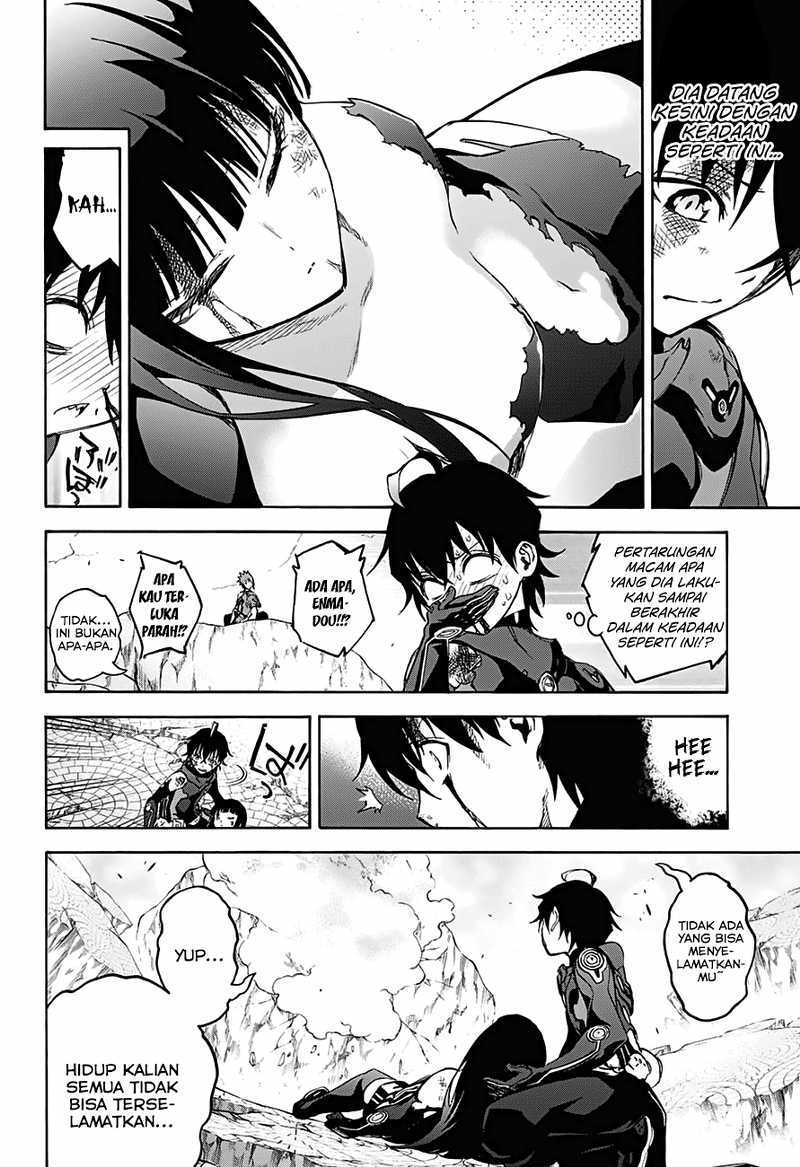 DIA DATANG
KESINI DENGAN
KEADAAN
SEPERTI INI...
KAH...
PERTARUNGAN
MACAM APA
YANG DIA LAKU-
KAN SAMPAI
BERAKHIR
DALAM KEADAAN
SEPERTI INI!?
ADA APA,
ENMA-
DOU!!?
APA
KAU TER-
LUKA
PARAH!?
TIDAK...
INI BUKAN
APA-APA.
HEE
HEE...
TIDAK ADA
YANG BISA
MENYE-
LAMATKAN-
MU~
YUP...
HIDUP KALIAN
SEMUA TIDAK
BISA TERSE-
LAMATKAN...